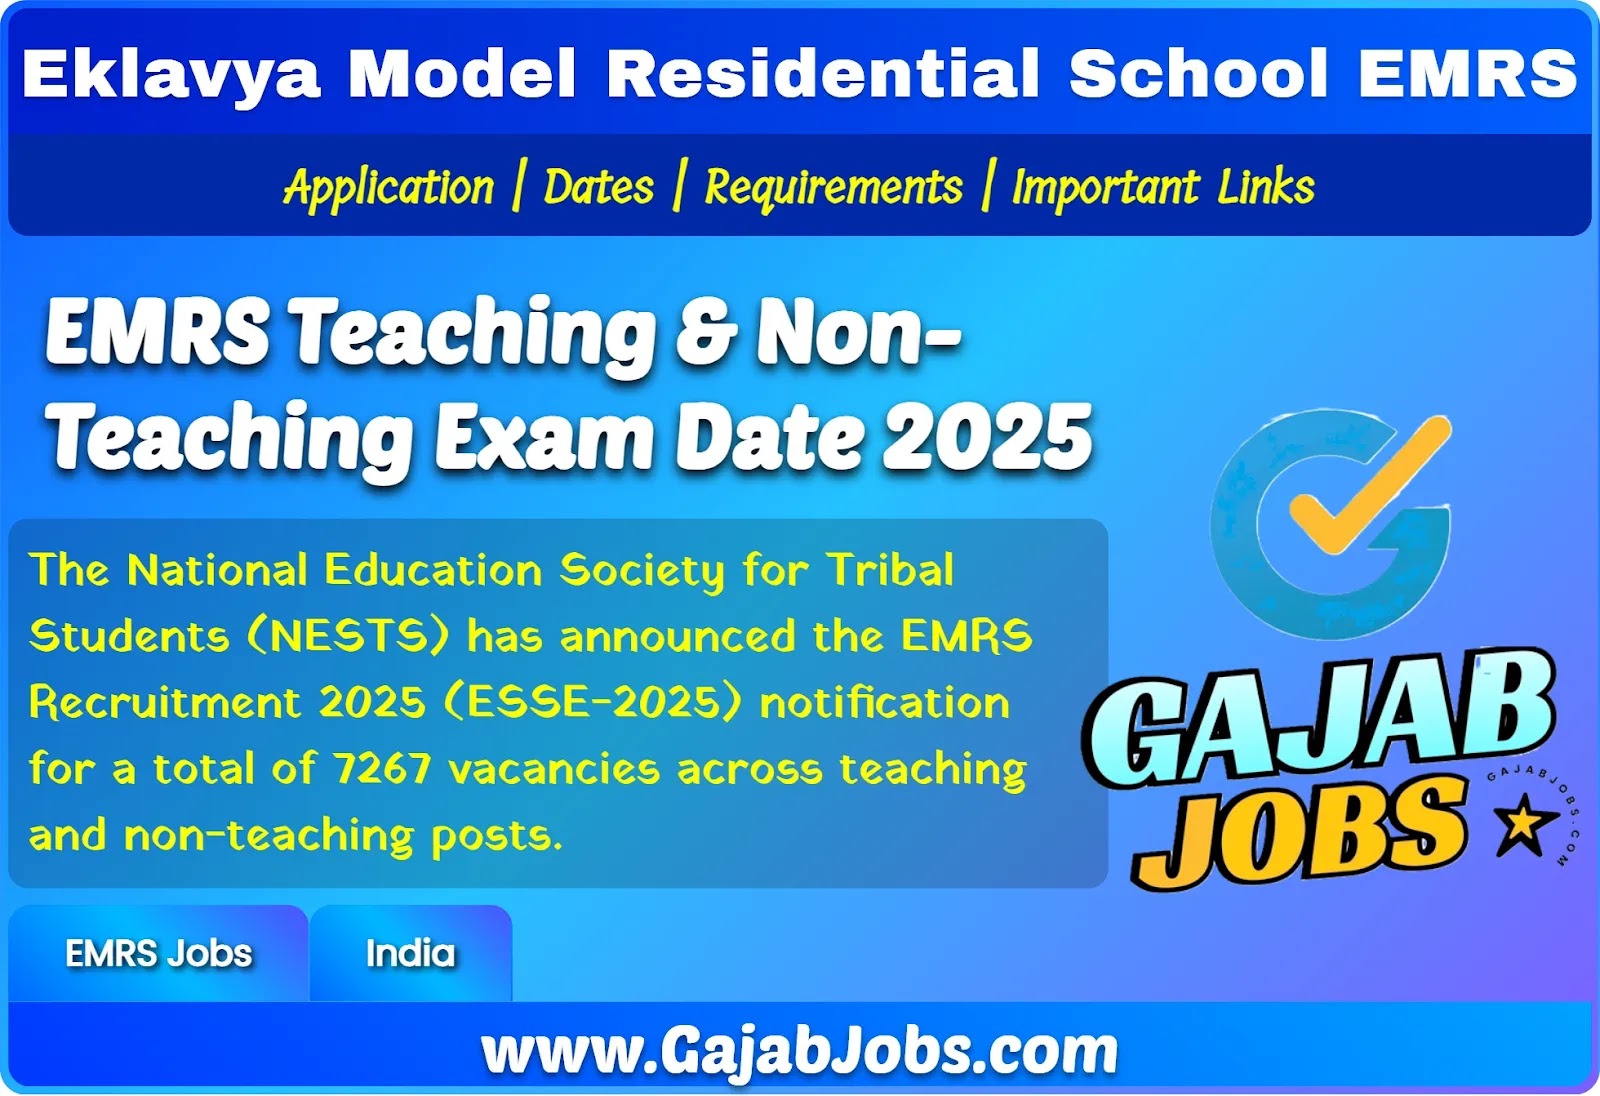 Eklavya Model Residential School EMRS
Application | Dates | Requirements | Important Links
EMRS Teaching & Non-
Teaching Exam Date 2025
The National Education Society for Tribal
Students (NESTS) has announced the EMRS
Recruitment 2025 (ESSE-2025) notification
for a total of 7267 vacancies across teaching
and non-teaching posts.
GAJAB
JOBS
GAJABJOBS.COM
EMRS Jobs
India
www.GajabJobs.com